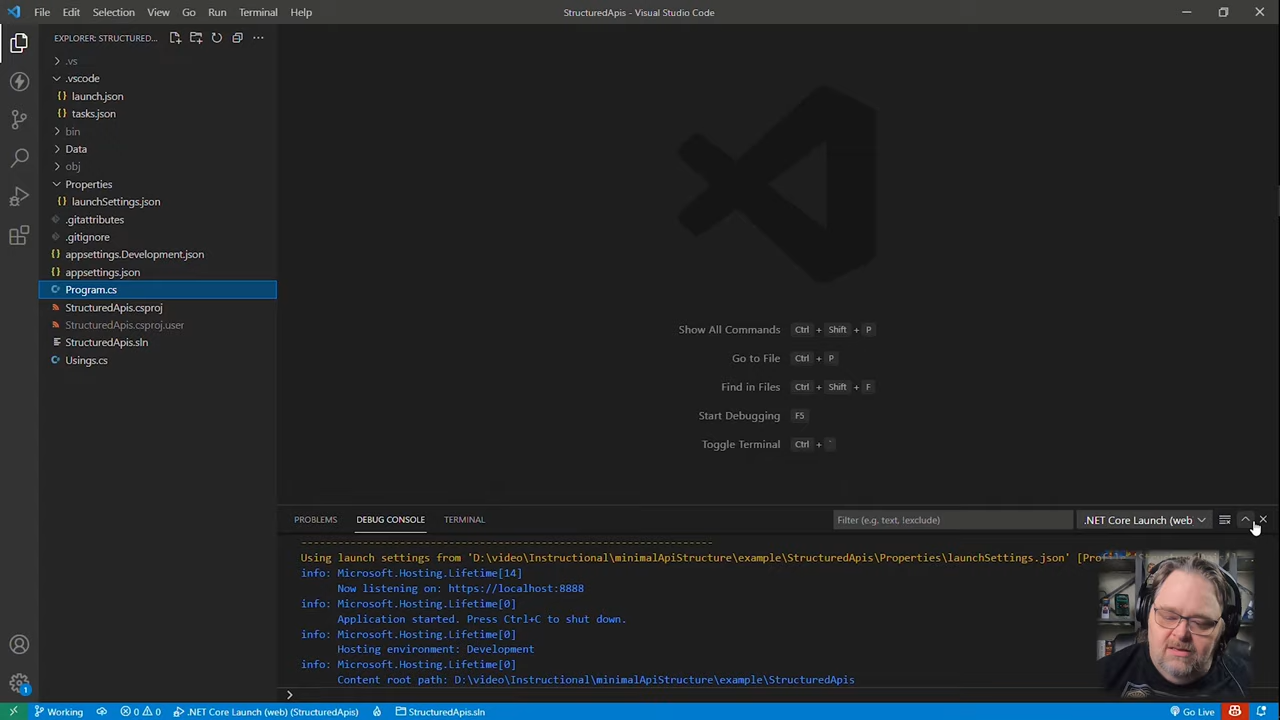 File Edit Selection View Go Run Terminal Help StructuredApis - Visual Studio Code
EXPLORER: STRUCTURED...
.vs
.vscode
{} launch.json
{} tasks.json
bin
Data
obj
Properties
{} launchSettings.json
.gitattributes
.gitignore
{} appsettings.Development.json
{} appsettings.json
Program.cs
StructuredApis.csproj
StructuredApis.csproj.user
StructuredApis.sln
Usings.cs
Show All Commands Ctrl + Shift + P
Go to File Ctrl + P
Find in Files Ctrl + Shift + F
Start Debugging F5
Toggle Terminal Ctrl + `
PROBLEMS DEBUG CONSOLE TERMINAL Filter (e.g. text, !exclude) .NET Core Launch (web
-------------------------------------------------------------------
Using launch settings from 'D:\video\Instructional\minimalApiStructure\example\StructuredApis\Properties\launchSettings.json'
info: Microsoft.Hosting.Lifetime[14]
Now listening on: https://localhost:8888
info: Microsoft.Hosting.Lifetime[0]
Application started. Press Ctrl+C to shut down.
info: Microsoft.Hosting.Lifetime[0]
Hosting environment: Development
info: Microsoft.Hosting.Lifetime[0]
Content root path: D:\video\Instructional\minimalApiStructure\example\StructuredApis
>
1
Working 0 0 .NET Core Launch (web) (StructuredApis) StructuredApis.sln Go Live